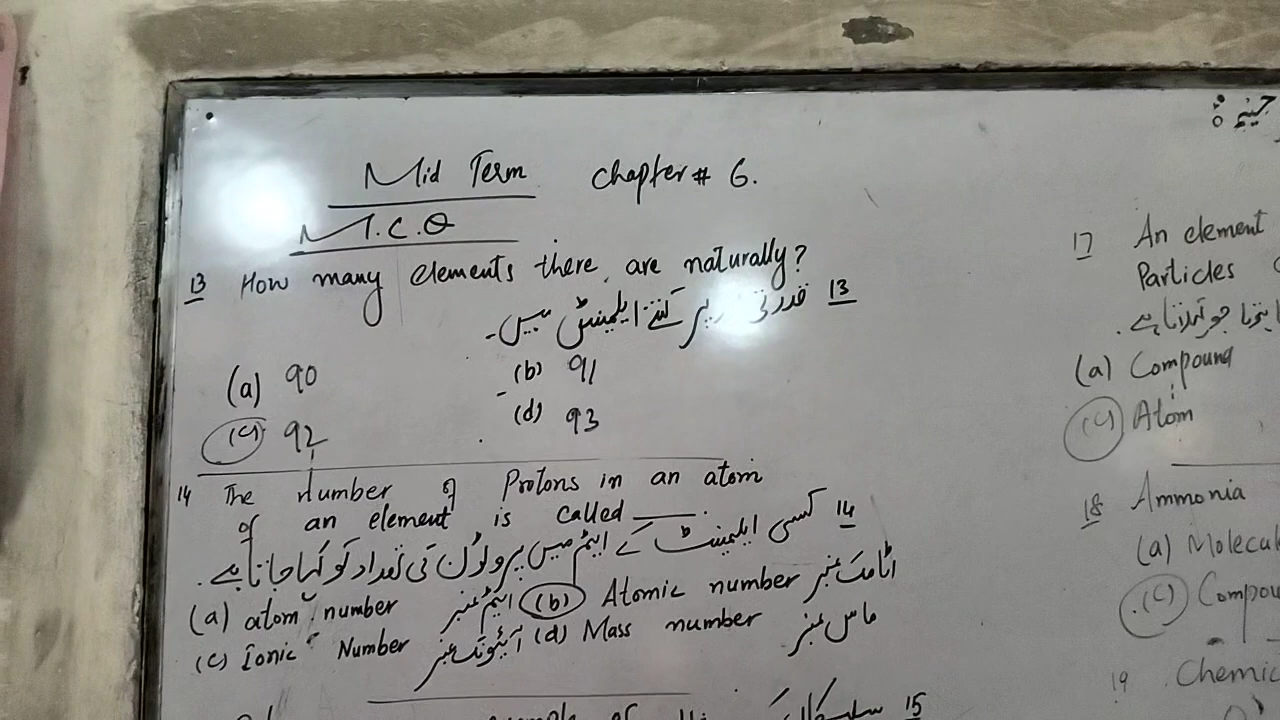 Mid Term Chapter # 6.
M.C.Q
13 How many elements there are naturally?
13 قدرتی طور پر کتنے ایلیمنٹس ہیں۔
(a) 90 (b) 91
(c) 92 (d) 93
14 The number of Protons in an atom
of an element is called ____.
14 کسی ایلیمنٹ کے ایٹم میں پروٹون کی تعداد کو کہا جاتا ہے۔
(a) atom number ایٹم نمبر (b) Atomic number اٹامک نمبر
(c) Ionic Number آئیونک نمبر (d) Mass number ماس نمبر
15
17 An element
Particles
(a) Compound
(c) Atom
18 Ammonia
(a) Molecul
(c) Compou
19 Chemic